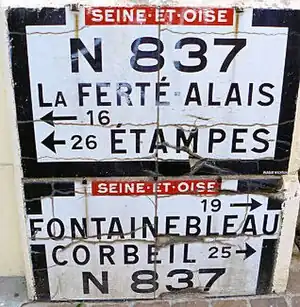 SEINE-ET-OISE
N 837
LA FERTÉ-ALAIS
← 16
← 26 ÉTAMPES
SEINE-ET-OISE
19 →
FONTAINEBLEAU
CORBEIL 25 →
N 837